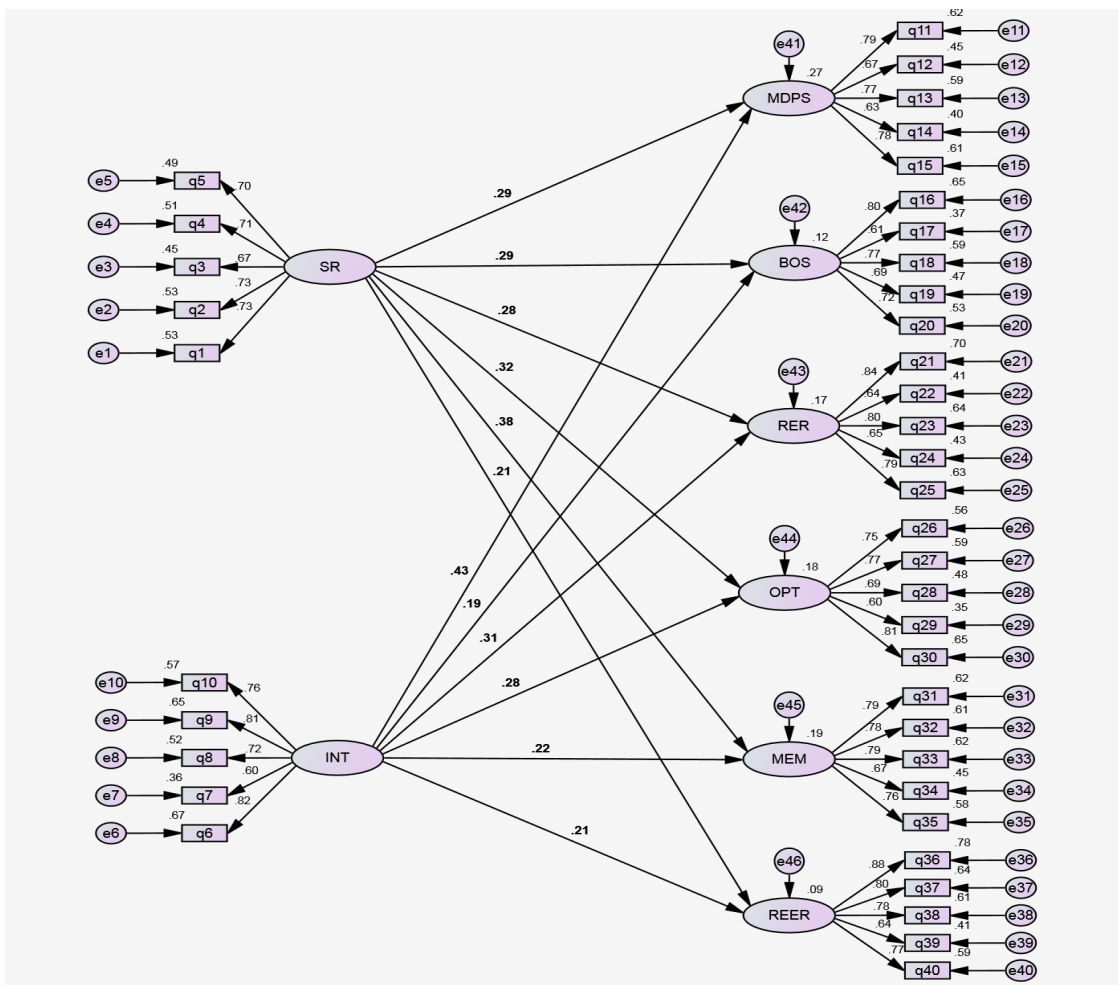 e41 .27 MDPS
.62
.79 q11 e11
.45
.67 q12 e12
.59
.77 q13 e13
.40
.63 q14 e14
.61
.78 q15 e15
.49
e5 q5 .70
.51
e4 q4 .71
.45
e3 q3 .67
.53
e2 q2 .73
.53
e1 q1 .73
SR
.29
.29
.28
.32
.38
.21
e42 .12 BOS
.65
.80 q16 e16
.37
.61 q17 e17
.59
.77 q18 e18
.47
.69 q19 e19
.53
.72 q20 e20
e43 .17 RER
.70
.84 q21 e21
.41
.64 q22 e22
.64
.80 q23 e23
.43
.65 q24 e24
.63
.79 q25 e25
e44 .18 OPT
.56
.75 q26 e26
.59
.77 q27 e27
.48
.69 q28 e28
.35
.60 q29 e29
.65
.81 q30 e30
.57
e10 q10 .76
.65
e9 q9 .81
.52
e8 q8 .72
.36
e7 q7 .60
.67
e6 q6 .82
INT
.43
.19
.31
.28
.22
.21
e45 .19 MEM
.62
.79 q31 e31
.61
.78 q32 e32
.62
.79 q33 e33
.45
.67 q34 e34
.58
.76 q35 e35
e46 .09 REER
.78
.88 q36 e36
.64
.80 q37 e37
.61
.78 q38 e38
.41
.64 q39 e39
.59
.77 q40 e40